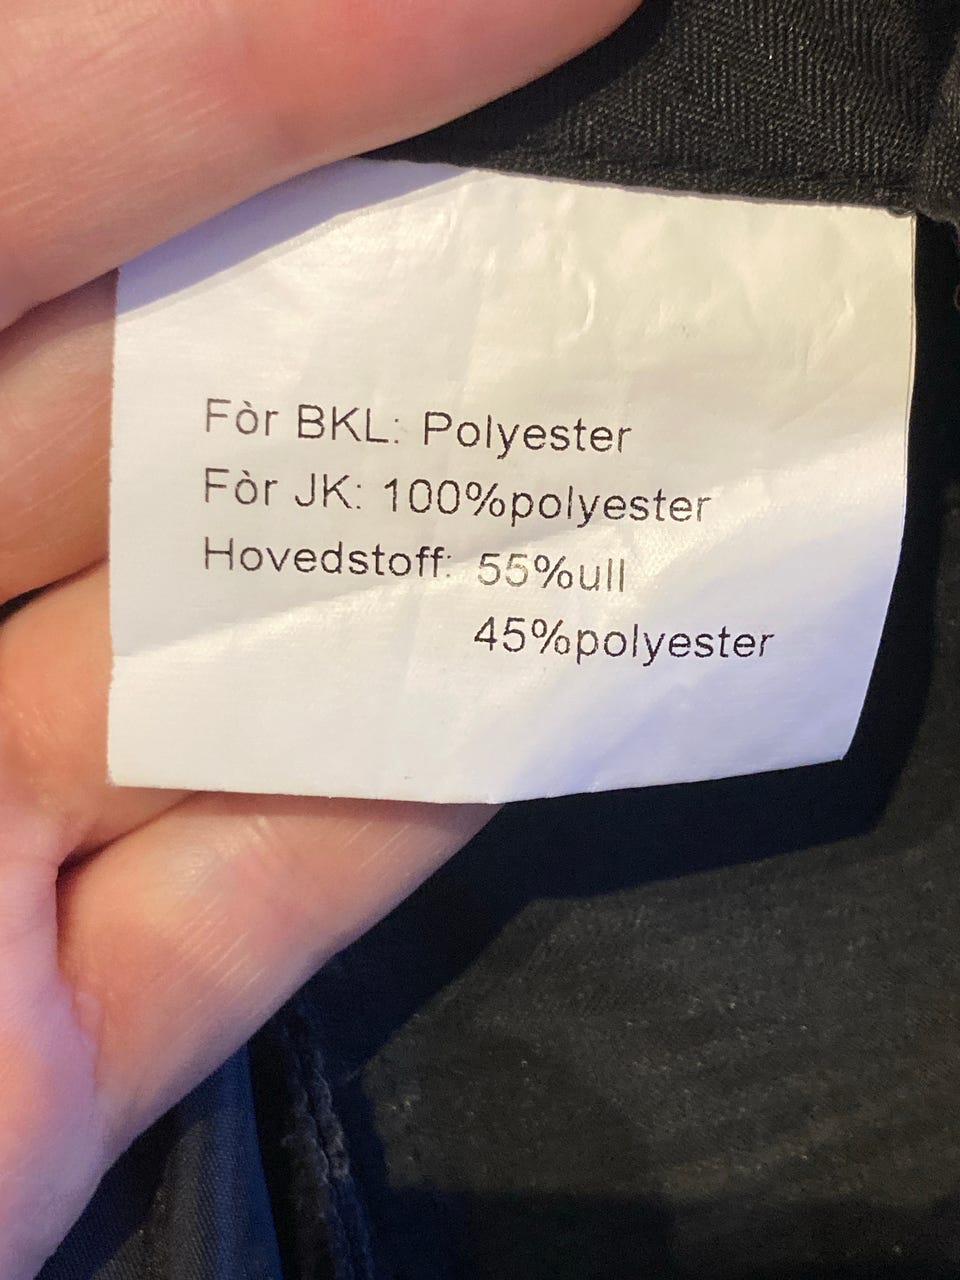 Fòr BKL: Polyester
Fòr JK: 100%polyester
Hovedstoff: 55%ull
45%polyester